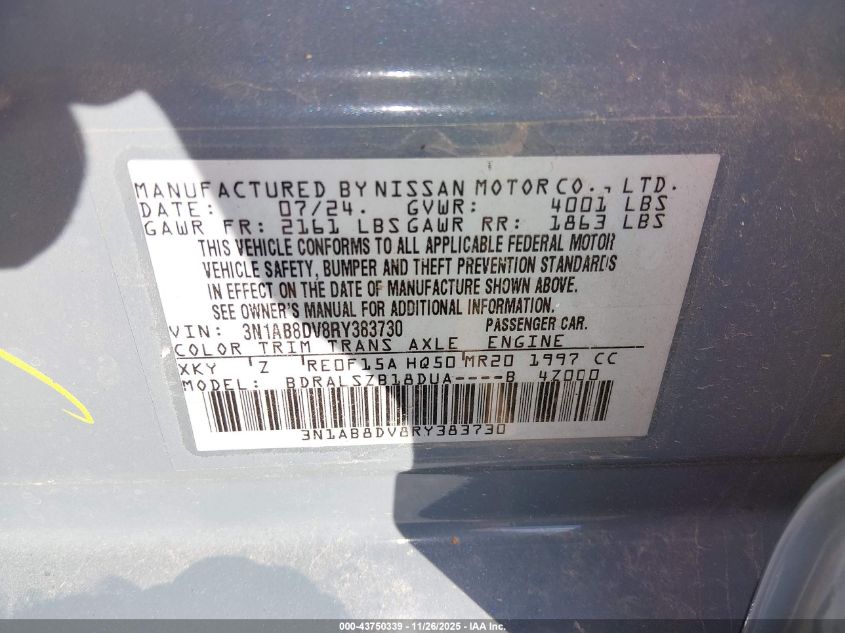 MANUFACTURED BY NISSAN MOTOR CO., LTD.
DATE: 07/24. GVWR: 4001 LBS
GAWR FR: 2161 LBS GAWR RR: 1863 LBS
THIS VEHICLE CONFORMS TO ALL APPLICABLE FEDERAL MOTOR
VEHICLE SAFETY, BUMPER AND THEFT PREVENTION STANDARDS
IN EFFECT ON THE DATE OF MANUFACTURE SHOWN ABOVE.
SEE OWNER'S MANUAL FOR ADDITIONAL INFORMATION.
VIN: 3N1AB8DV8RY383730 PASSENGER CAR.
COLOR TRIM TRANS AXLE ENGINE
XKY Z RE0F15A HQ50 MR20 1997 CC
MODEL: BDRALSZB18DUA----B 47000
3N1AB8DV8RY383730
000-43750339 - 11/26/2025 - IAA Inc.